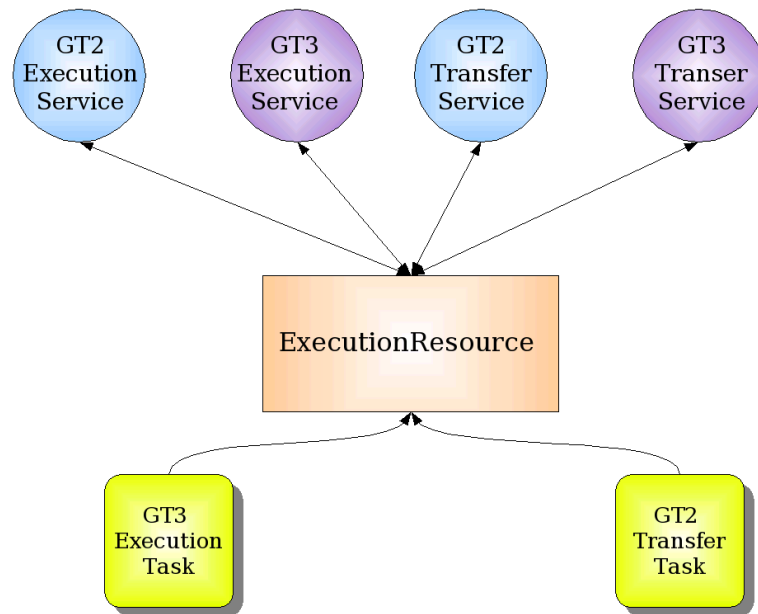 GT2
Execution
Service
GT3
Execution
Service
GT2
Transfer
Service
GT3
Transer
Service
ExecutionResource
GT3
Execution
Task
GT2
Transfer
Task